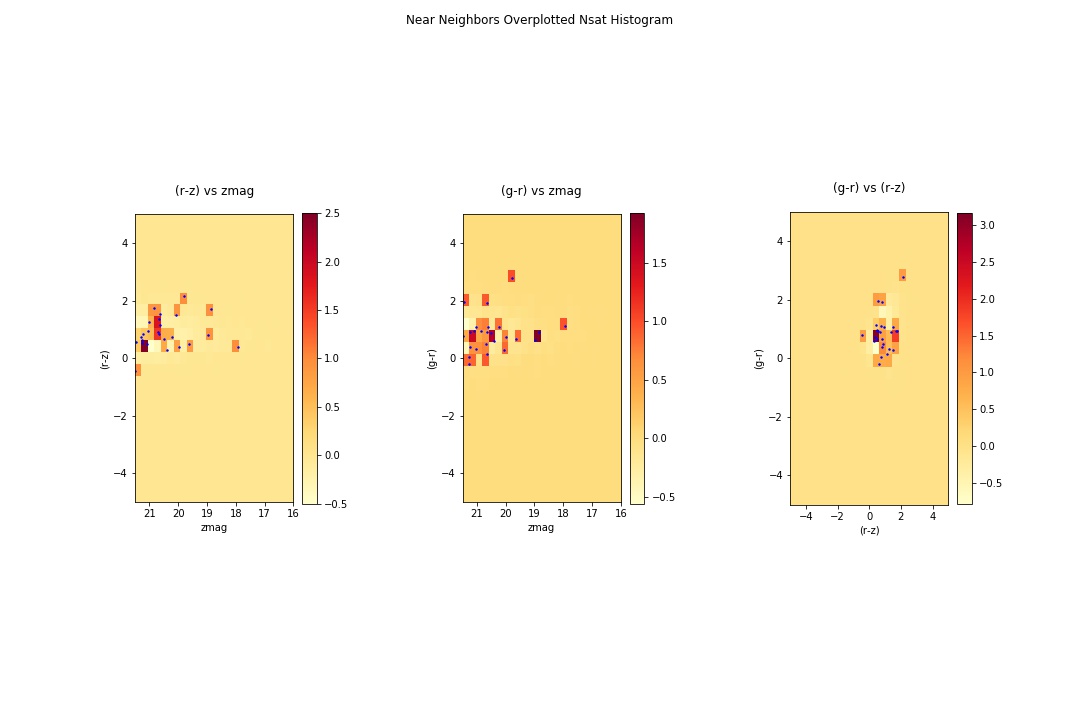 Near Neighbors Overplotted Nsat Histogram
(r-z) vs zmag
4
2
0
−2
−4
(r-z)
21 20 19 18 17 16
zmag
2.5
2.0
1.5
1.0
0.5
0.0
−0.5
(g-r) vs zmag
4
2
0
−2
−4
(g-r)
21 20 19 18 17 16
zmag
1.5
1.0
0.5
0.0
−0.5
(g-r) vs (r-z)
4
2
0
−2
−4
(g-r)
−4 −2 0 2 4
(r-z)
3.0
2.5
2.0
1.5
1.0
0.5
0.0
−0.5